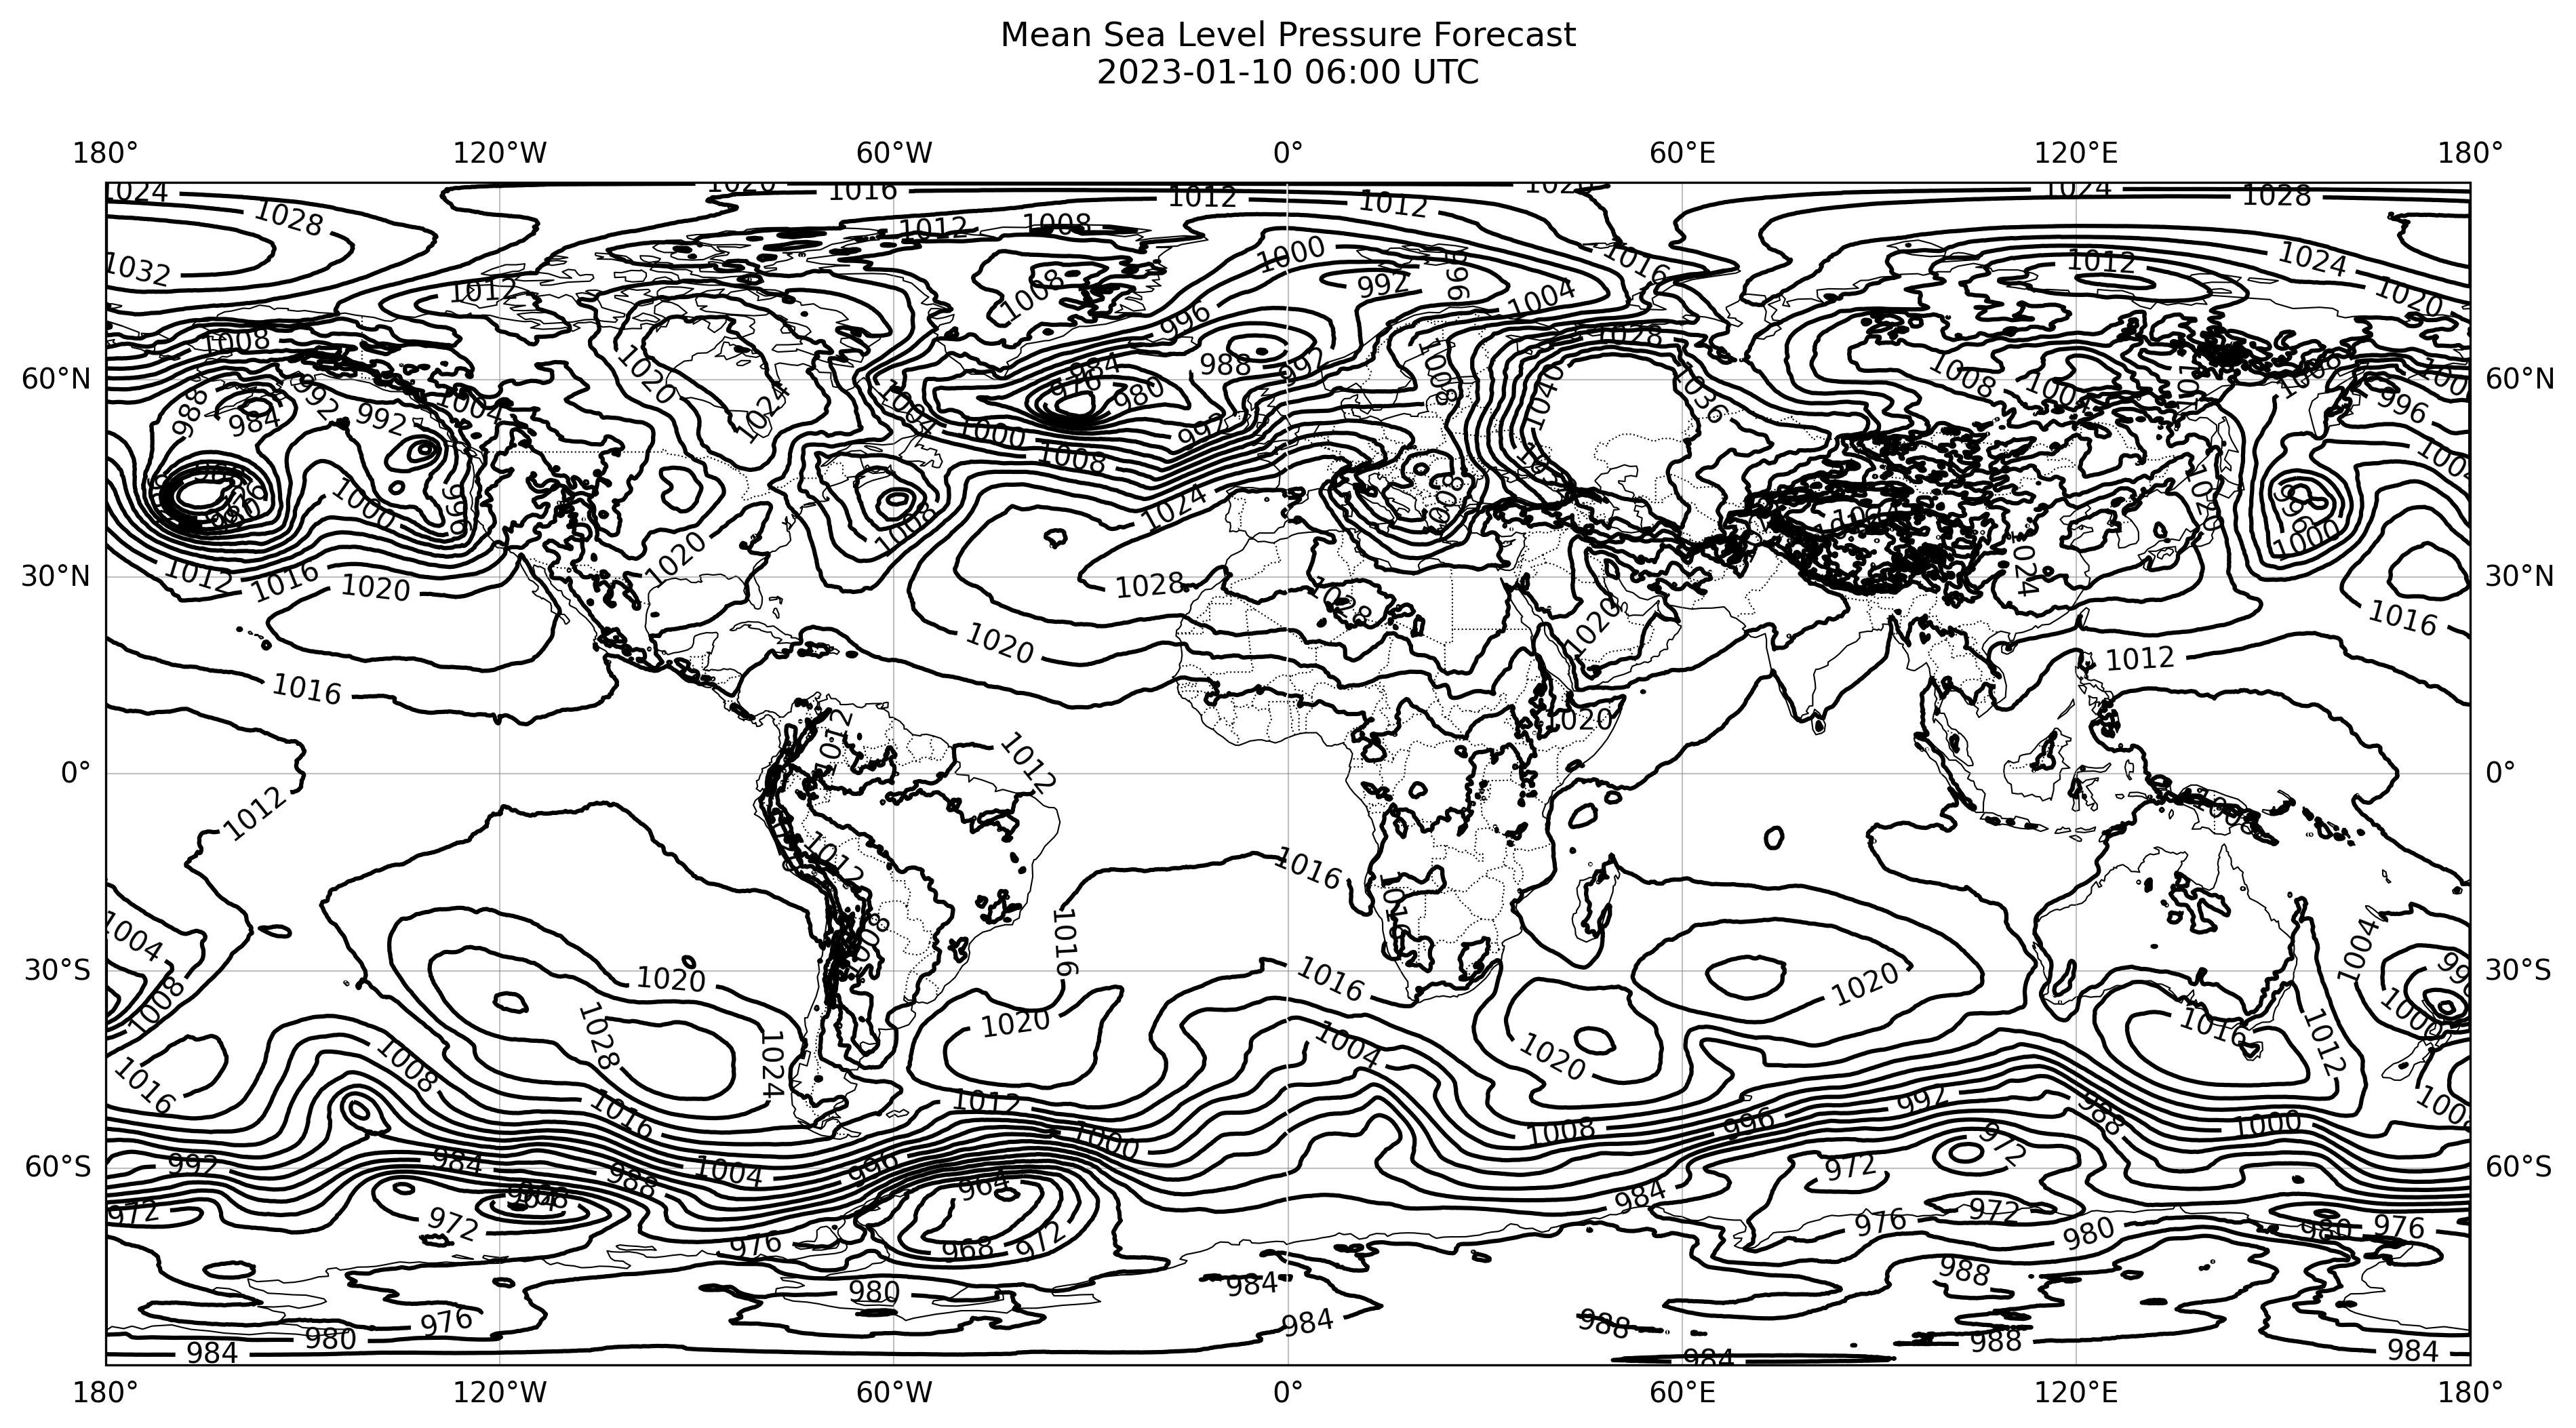 Mean Sea Level Pressure Forecast
2023-01-10 06:00 UTC
180° 120°W 60°W 0° 60°E 120°E 180°
1024 1020 1016 1012 1012 1020 1024 1028
1028 1012 1008 1000 1016 1012 1024
1032 1012 1008 992 996 1004 1020
1008 996 1028
60°N 1020 984 988 992 1008 1036 1008 1004 996 60°N
988 984 992 992 1004 1024 1004 976 980 1040
1000 992 1008
1000 996 1008 1024 1008 1020 996 1000
30°N 1012 1016 1020 1020 1028 1028 1020 1024 1016 30°N
1020 1012
1016 1020
1012 1012
0° 0°
1012 1012 1016 1008
1004 1016 1016 1008 1004
30°S 1008 1020 1016 1020 30°S
1028 1020 1004 1016 1000
1016 1008 1024 1020 1012
1016 1012 1000 1008 996 992 988 1000
60°S 992 984 988 1004 996 964 972 972 60°S
972 972 984 972 976
976 968 972 976 980 980
980 984 988
976 984 988
984 980 984 988 984
180° 120°W 60°W 0° 60°E 120°E 180°